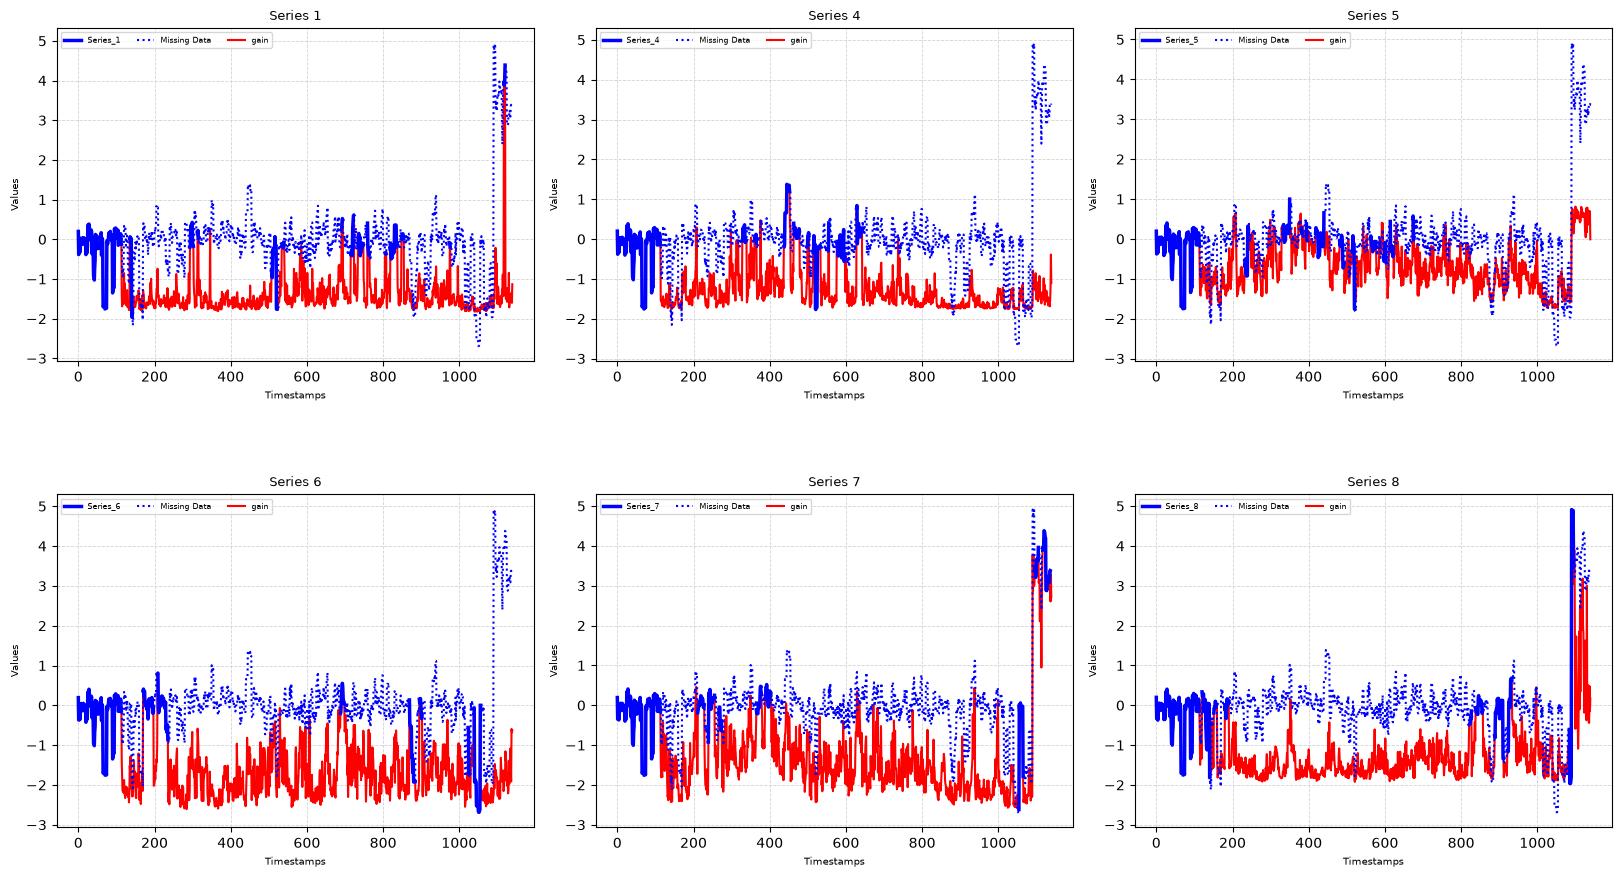 Series 1
Series_1 Missing Data gain
5
4
3
2
1
0
−1
−2
−3
Values
0 200 400 600 800 1000
Timestamps
Series 4
Series_4 Missing Data gain
5
4
3
2
1
0
−1
−2
−3
Values
0 200 400 600 800 1000
Timestamps
Series 5
Series_5 Missing Data gain
5
4
3
2
1
0
−1
−2
−3
Values
0 200 400 600 800 1000
Timestamps
Series 6
Series_6 Missing Data gain
5
4
3
2
1
0
−1
−2
−3
Values
0 200 400 600 800 1000
Timestamps
Series 7
Series_7 Missing Data gain
5
4
3
2
1
0
−1
−2
−3
Values
0 200 400 600 800 1000
Timestamps
Series 8
Series_8 Missing Data gain
5
4
3
2
1
0
−1
−2
−3
Values
0 200 400 600 800 1000
Timestamps